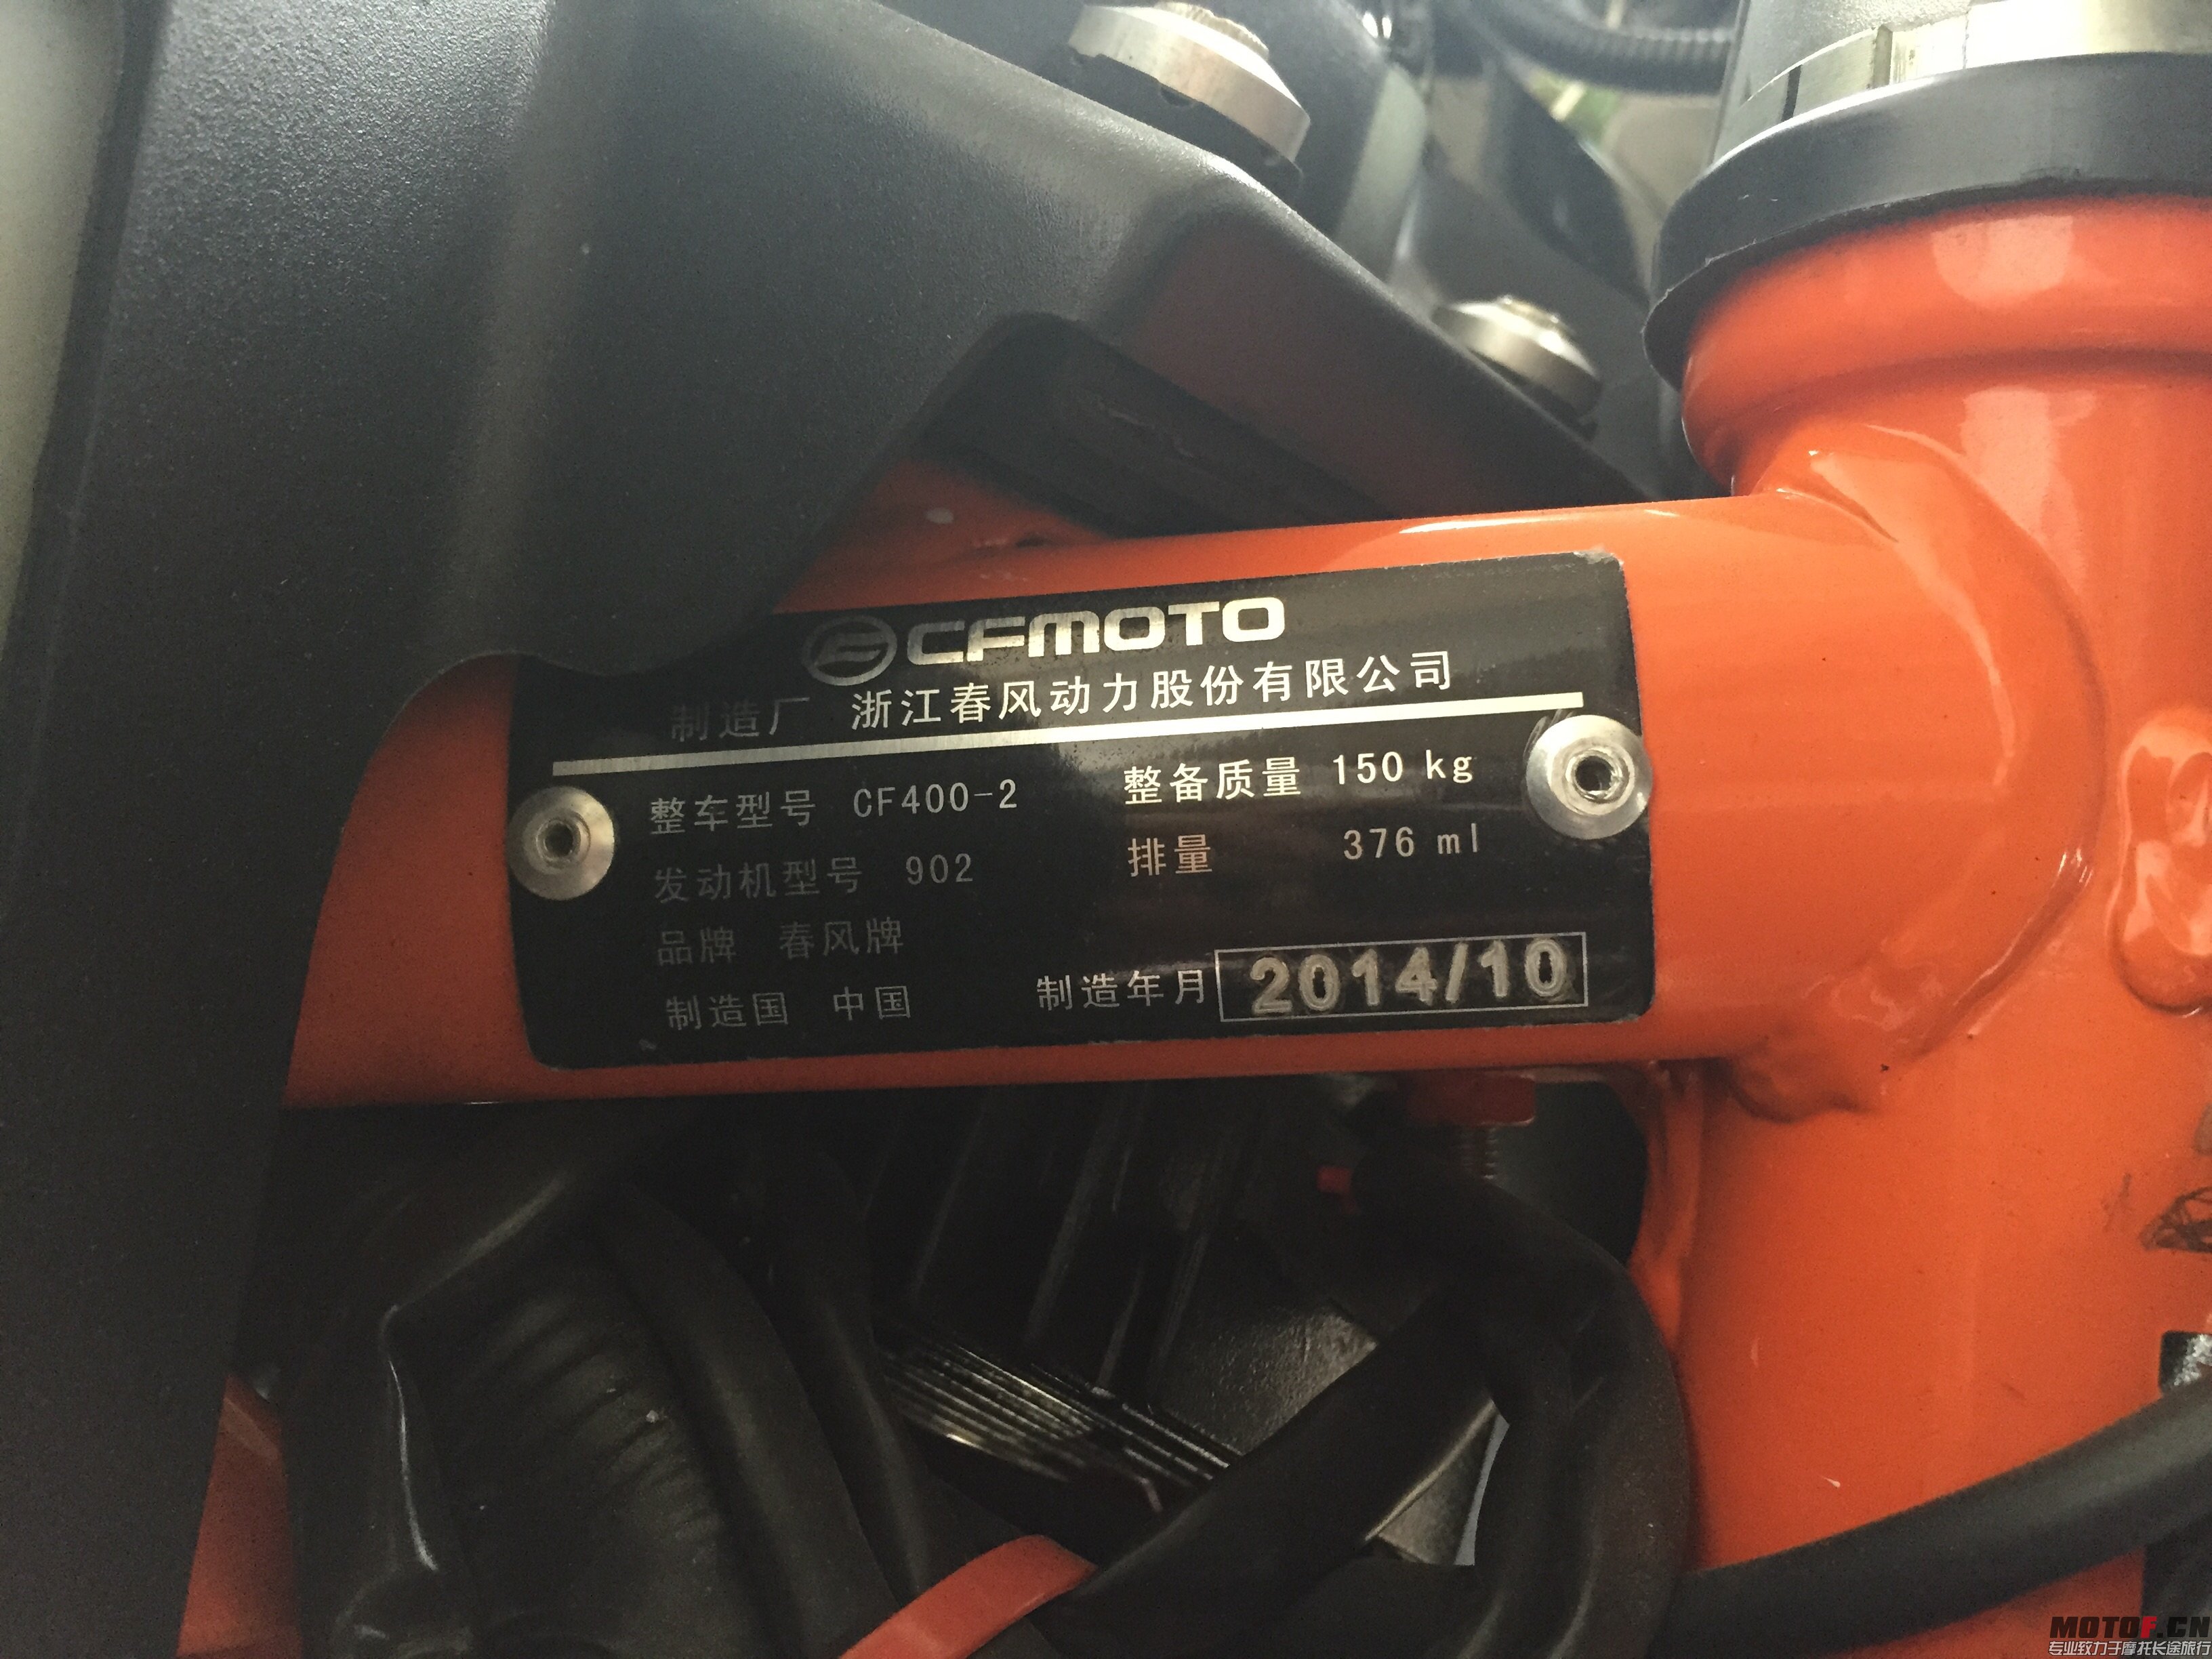 CFMOTO
制造厂 浙江春风动力股份有限公司
整车型号 CF400-2 整备质量 150 kg
发动机型号 902 排量 376 ml
品牌 春风牌
制造国 中国 制造年月 2014/10
MOTOF.CN
专业致力于摩托长途旅行